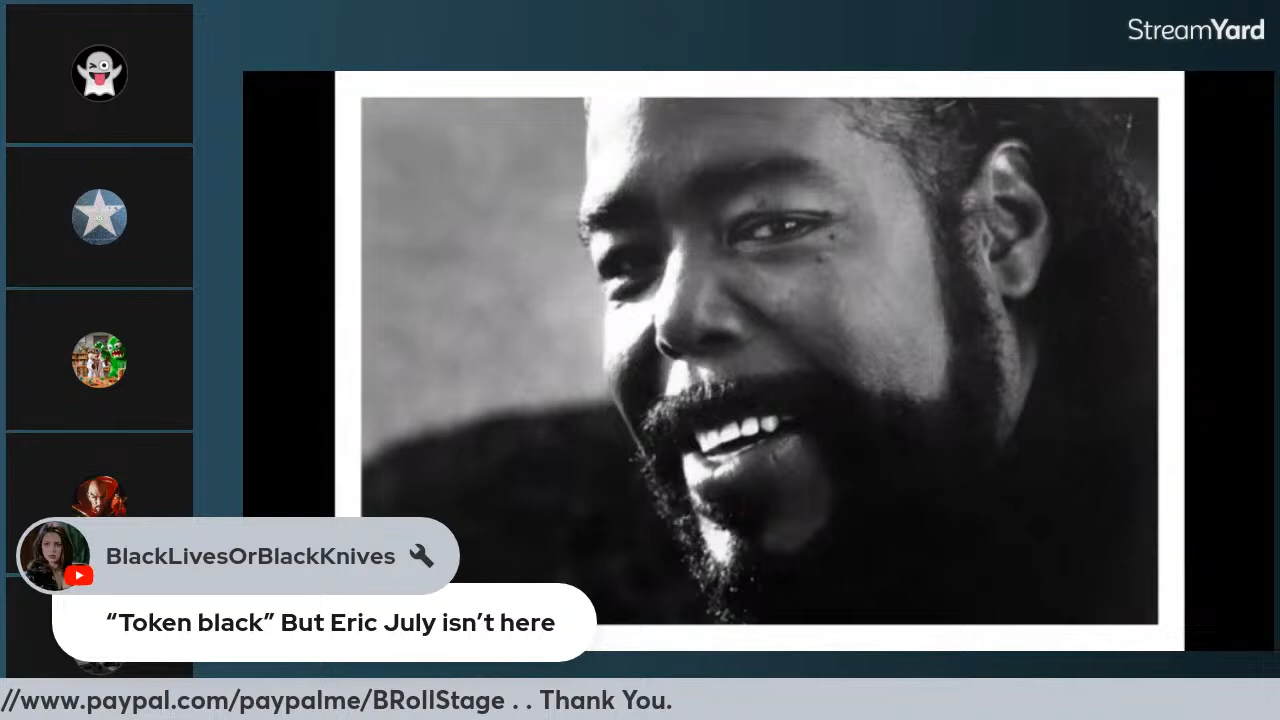 StreamYard
BlackLivesOrBlackKnives
“Token black” But Eric July isn’t here
//www.paypal.com/paypalme/BRollStage . . Thank You.